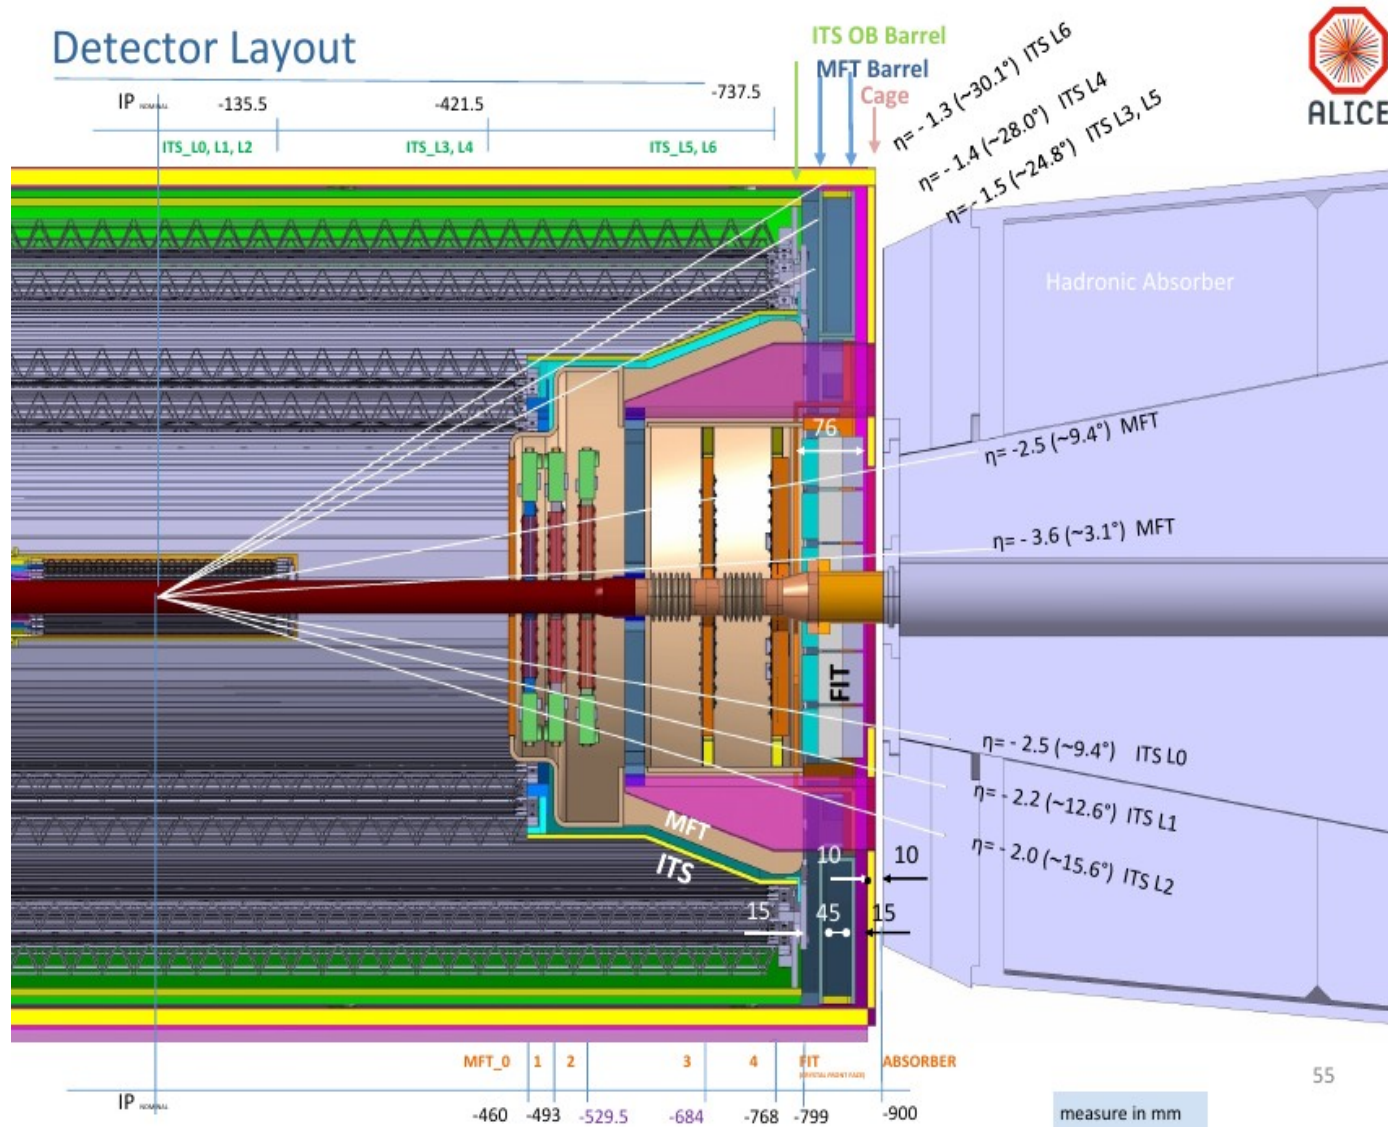 Detector Layout
ITS OB Barrel
MFT Barrel
Cage
ALICE
IP NOMINAL
-135.5
-421.5
-737.5
ITS_L0, L1, L2
ITS_L3, L4
ITS_L5, L6
η= - 1.3 (~30.1°) ITS L6
η= - 1.4 (~28.0°) ITS L4
η= - 1.5 (~24.8°) ITS L3, L5
Hadronic Absorber
76
η= -2.5 (~9.4°) MFT
η= - 3.6 (~3.1°) MFT
FIT
η= - 2.5 (~9.4°) ITS L0
η= - 2.2 (~12.6°) ITS L1
η= - 2.0 (~15.6°) ITS L2
MFT
ITS
10
10
15
45
15
MFT_0
1
2
3
4
FIT
(CRYSTAL FRONT FACE)
ABSORBER
55
IP NOMINAL
-460
-493
-529.5
-684
-768
-799
-900
measure in mm